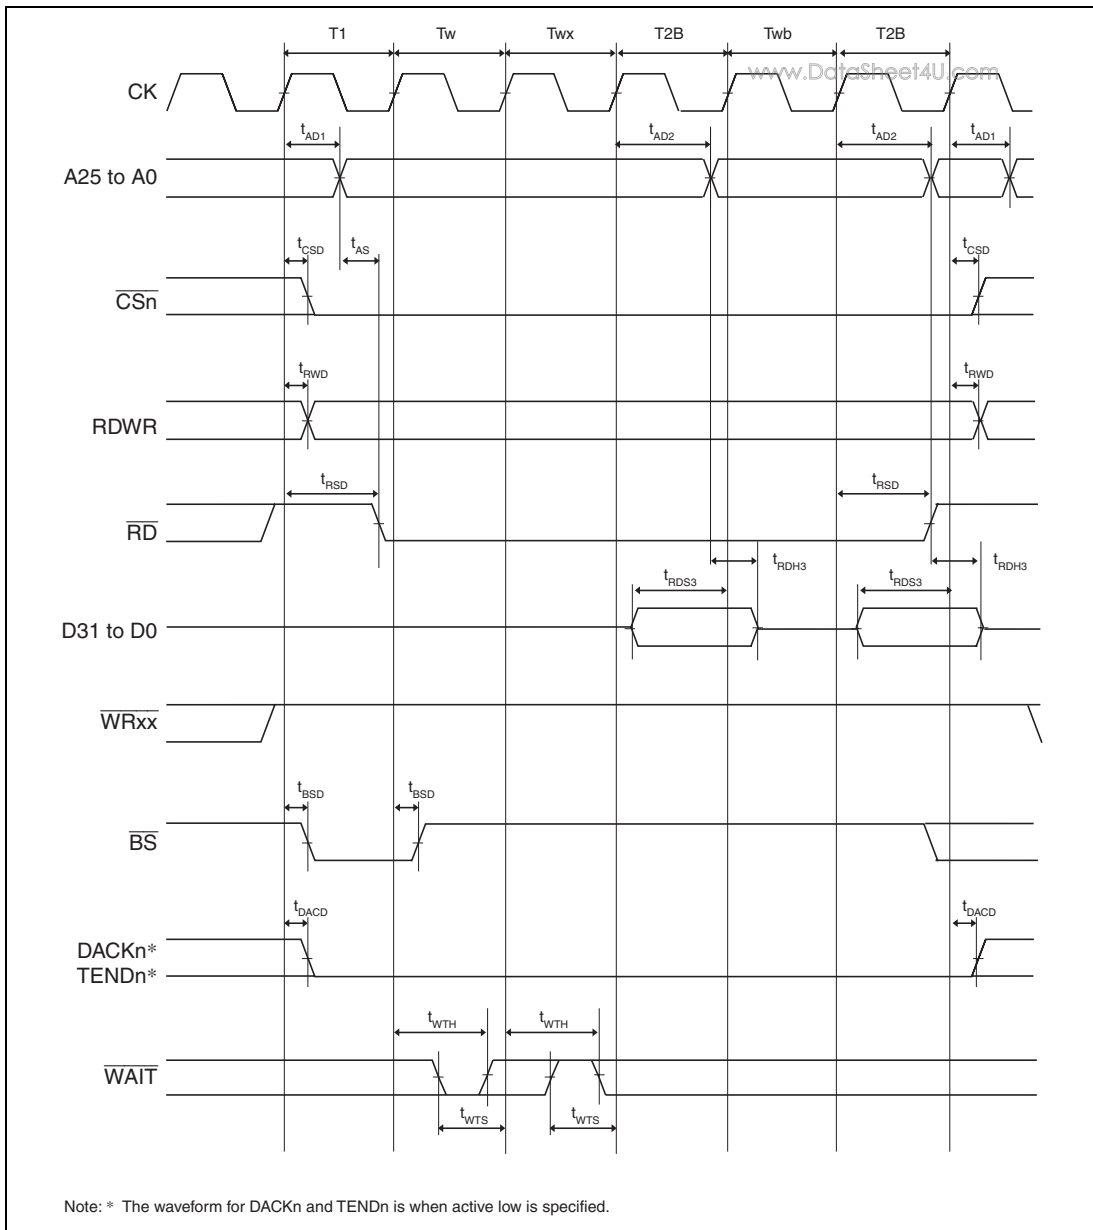 T1 Tw Twx T2B Twb T2B
www.DataSheet4U.com
CK
tAD1 tAD2 tAD2 tAD1
A25 to A0
tCSD tAS tCSD
CSn
tRWD tRWD
RDWR
tRSD tRSD
RD
tRDH3 tRDH3
tRDS3 tRDS3
D31 to D0
WRxx
tBSD tBSD
BS
tDACD tDACD
DACKn*
TENDn*
tWTH tWTH
WAIT
tWTS tWTS
Note: * The waveform for DACKn and TENDn is when active low is specified.